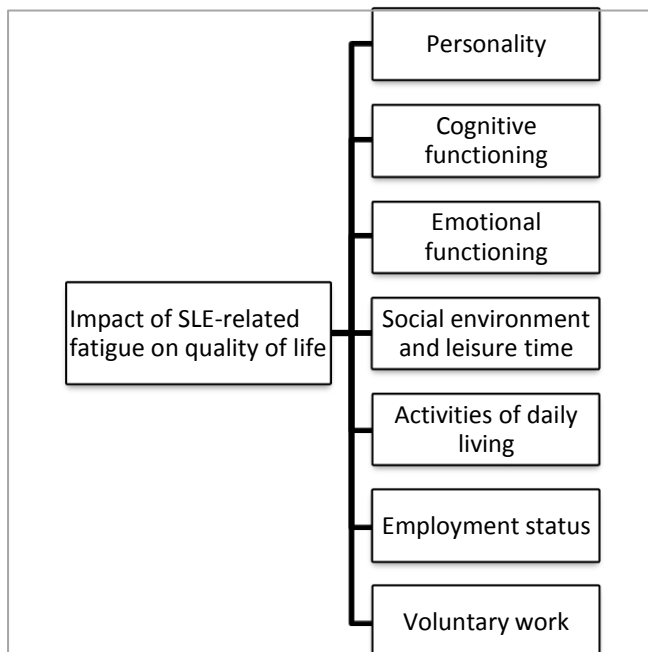 Personality
Cognitive
functioning
Emotional
functioning
Impact of SLE-related
fatigue on quality of life
Social environment
and leisure time
Activities of daily
living
Employment status
Voluntary work